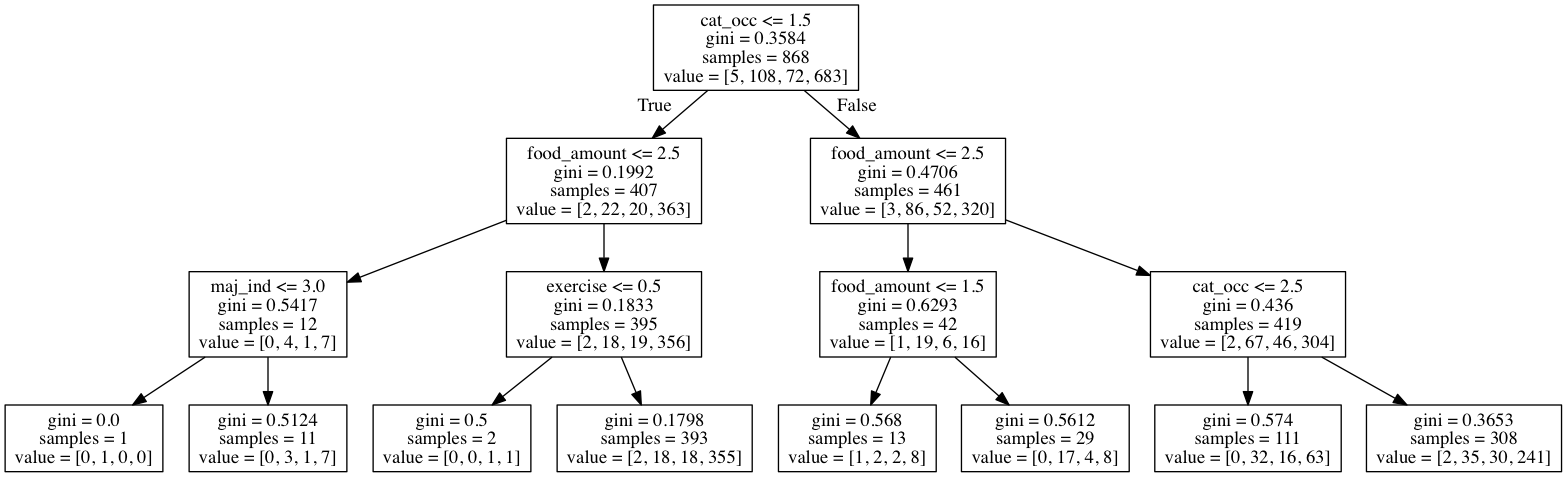 cat_occ <= 1.5
gini = 0.3584
samples = 868
value = [5, 108, 72, 683]
True
False
food_amount <= 2.5
gini = 0.1992
samples = 407
value = [2, 22, 20, 363]
food_amount <= 2.5
gini = 0.4706
samples = 461
value = [3, 86, 52, 320]
maj_ind <= 3.0
gini = 0.5417
samples = 12
value = [0, 4, 1, 7]
exercise <= 0.5
gini = 0.1833
samples = 395
value = [2, 18, 19, 356]
food_amount <= 1.5
gini = 0.6293
samples = 42
value = [1, 19, 6, 16]
cat_occ <= 2.5
gini = 0.436
samples = 419
value = [2, 67, 46, 304]
gini = 0.0
samples = 1
value = [0, 1, 0, 0]
gini = 0.5124
samples = 11
value = [0, 3, 1, 7]
gini = 0.5
samples = 2
value = [0, 0, 1, 1]
gini = 0.1798
samples = 393
value = [2, 18, 18, 355]
gini = 0.568
samples = 13
value = [1, 2, 2, 8]
gini = 0.5612
samples = 29
value = [0, 17, 4, 8]
gini = 0.574
samples = 111
value = [0, 32, 16, 63]
gini = 0.3653
samples = 308
value = [2, 35, 30, 241]